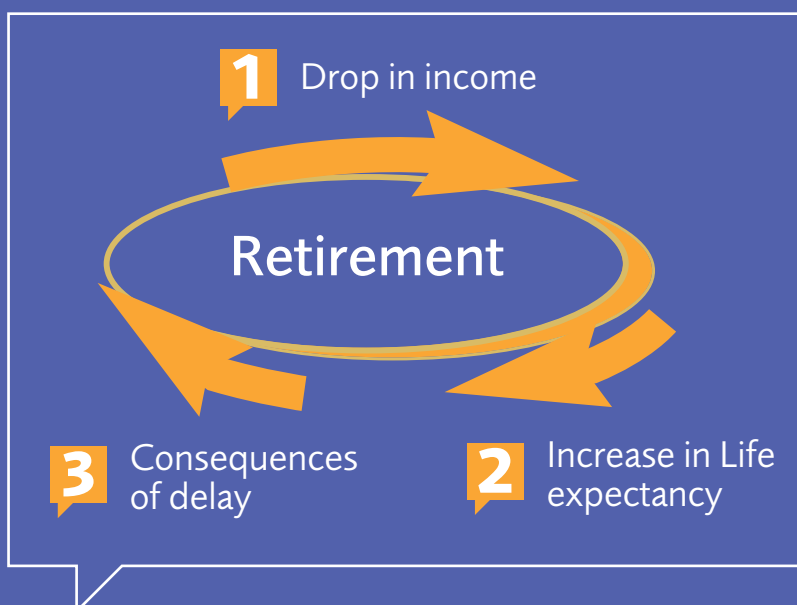 1 Drop in income
Retirement
3 Consequences
of delay
2 Increase in Life
expectancy